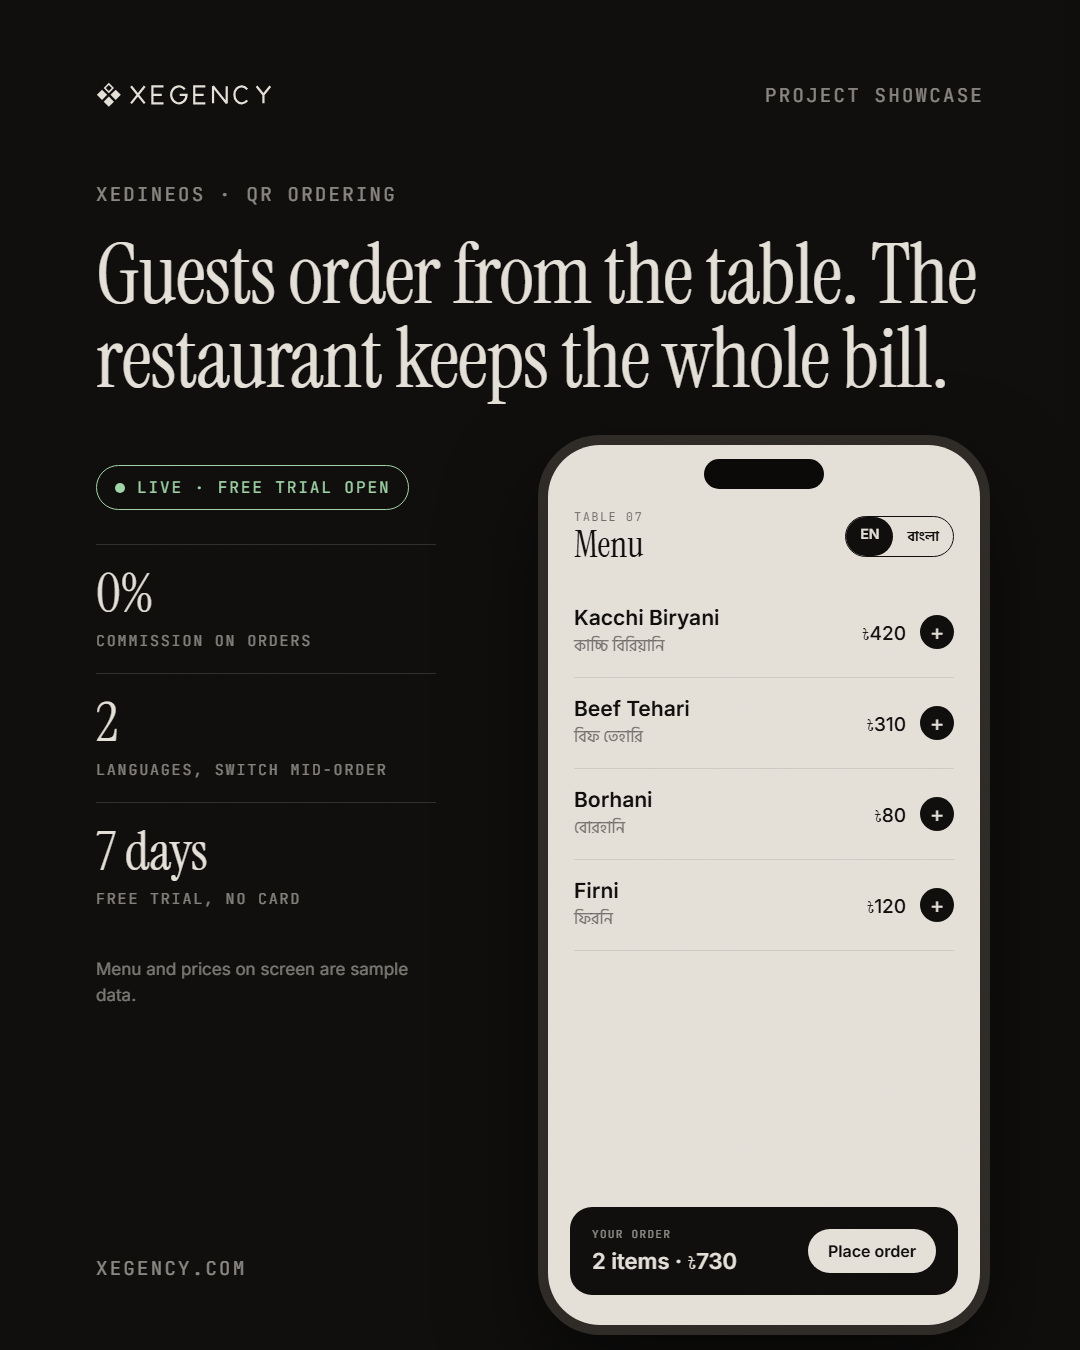 XEGENCY
PROJECT SHOWCASE
XEDINEOS · QR ORDERING
Guests order from the table. The
restaurant keeps the whole bill.
LIVE · FREE TRIAL OPEN
0%
COMMISSION ON ORDERS
2
LANGUAGES, SWITCH MID-ORDER
7 days
FREE TRIAL, NO CARD
Menu and prices on screen are sample
data.
XEGENCY.COM
TABLE 07
Menu
EN বাংলা
Kacchi Biryani
কাচ্চি বিরিয়ানি
৳420 +
Beef Tehari
বিফ তেহারি
৳310 +
Borhani
বোরহানি
৳80 +
Firni
ফিরনি
৳120 +
YOUR ORDER
2 items · ৳730
Place order